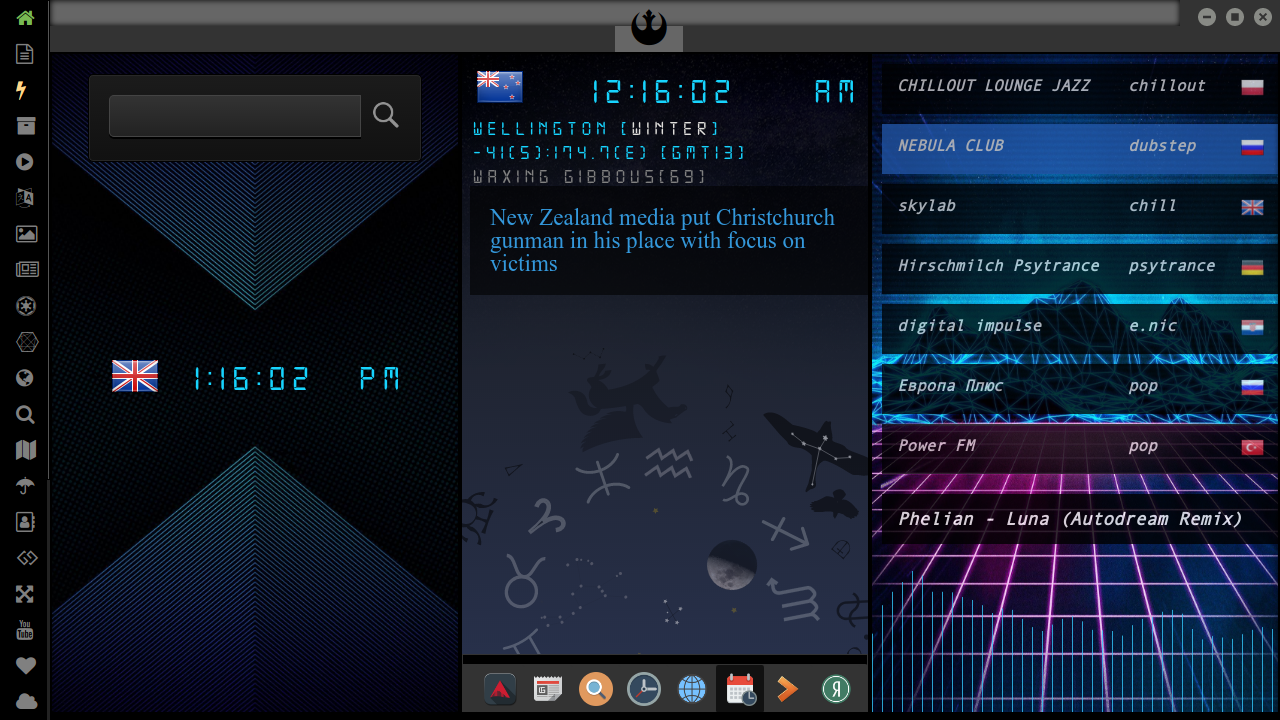 12:16:02 AM
WELLINGTON [WINTER]
-41(S):174.7(E) [GMT13]
WAXING GIBBOUS[69]
New Zealand media put Christchurch
gunman in his place with focus on
victims
1:16:02 PM
CHILLOUT LOUNGE JAZZ chillout
NEBULA CLUB dubstep
skylab chill
Hirschmilch Psytrance psytrance
digital impulse e.nic
Европа Плюс pop
Power FM pop
Phelian - Luna (Autodream Remix)
You
Tube
Я